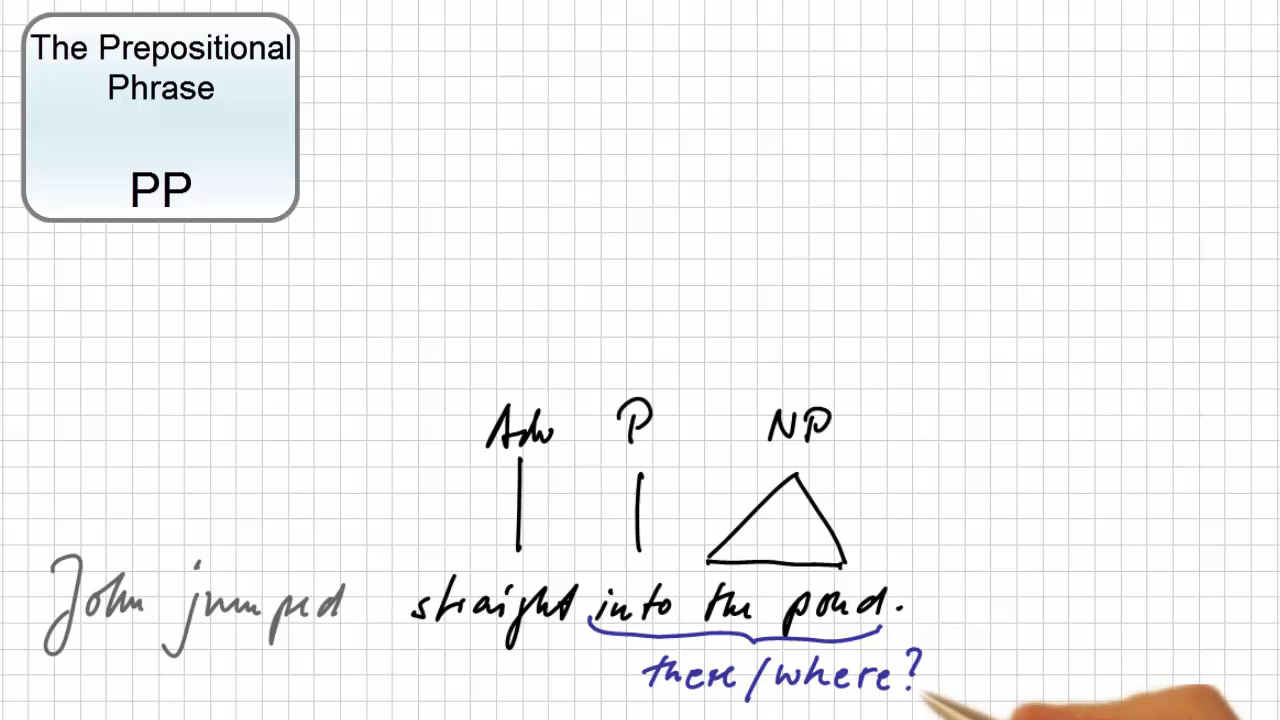 The Prepositional
Phrase
PP
Adv P NP
John jumped straight into the pond.
there/where?